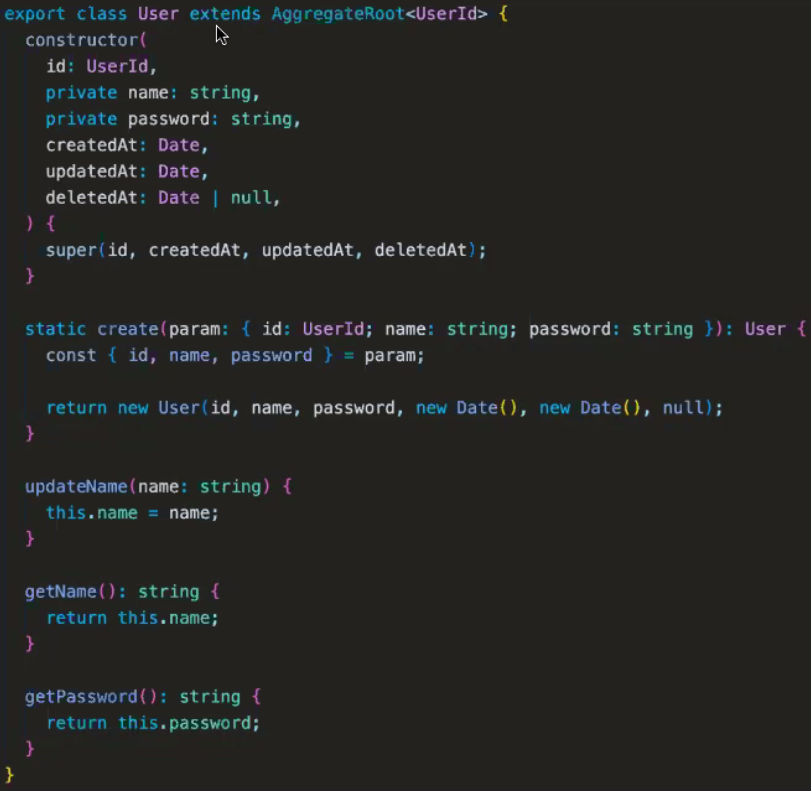 export class User extends AggregateRoot<UserId> {
  constructor(
    id: UserId,
    private name: string,
    private password: string,
    createdAt: Date,
    updatedAt: Date,
    deletedAt: Date | null,
  ) {
    super(id, createdAt, updatedAt, deletedAt);
  }

  static create(param: { id: UserId; name: string; password: string }): User {
    const { id, name, password } = param;

    return new User(id, name, password, new Date(), new Date(), null);
  }

  updateName(name: string) {
    this.name = name;
  }

  getName(): string {
    return this.name;
  }

  getPassword(): string {
    return this.password;
  }
}